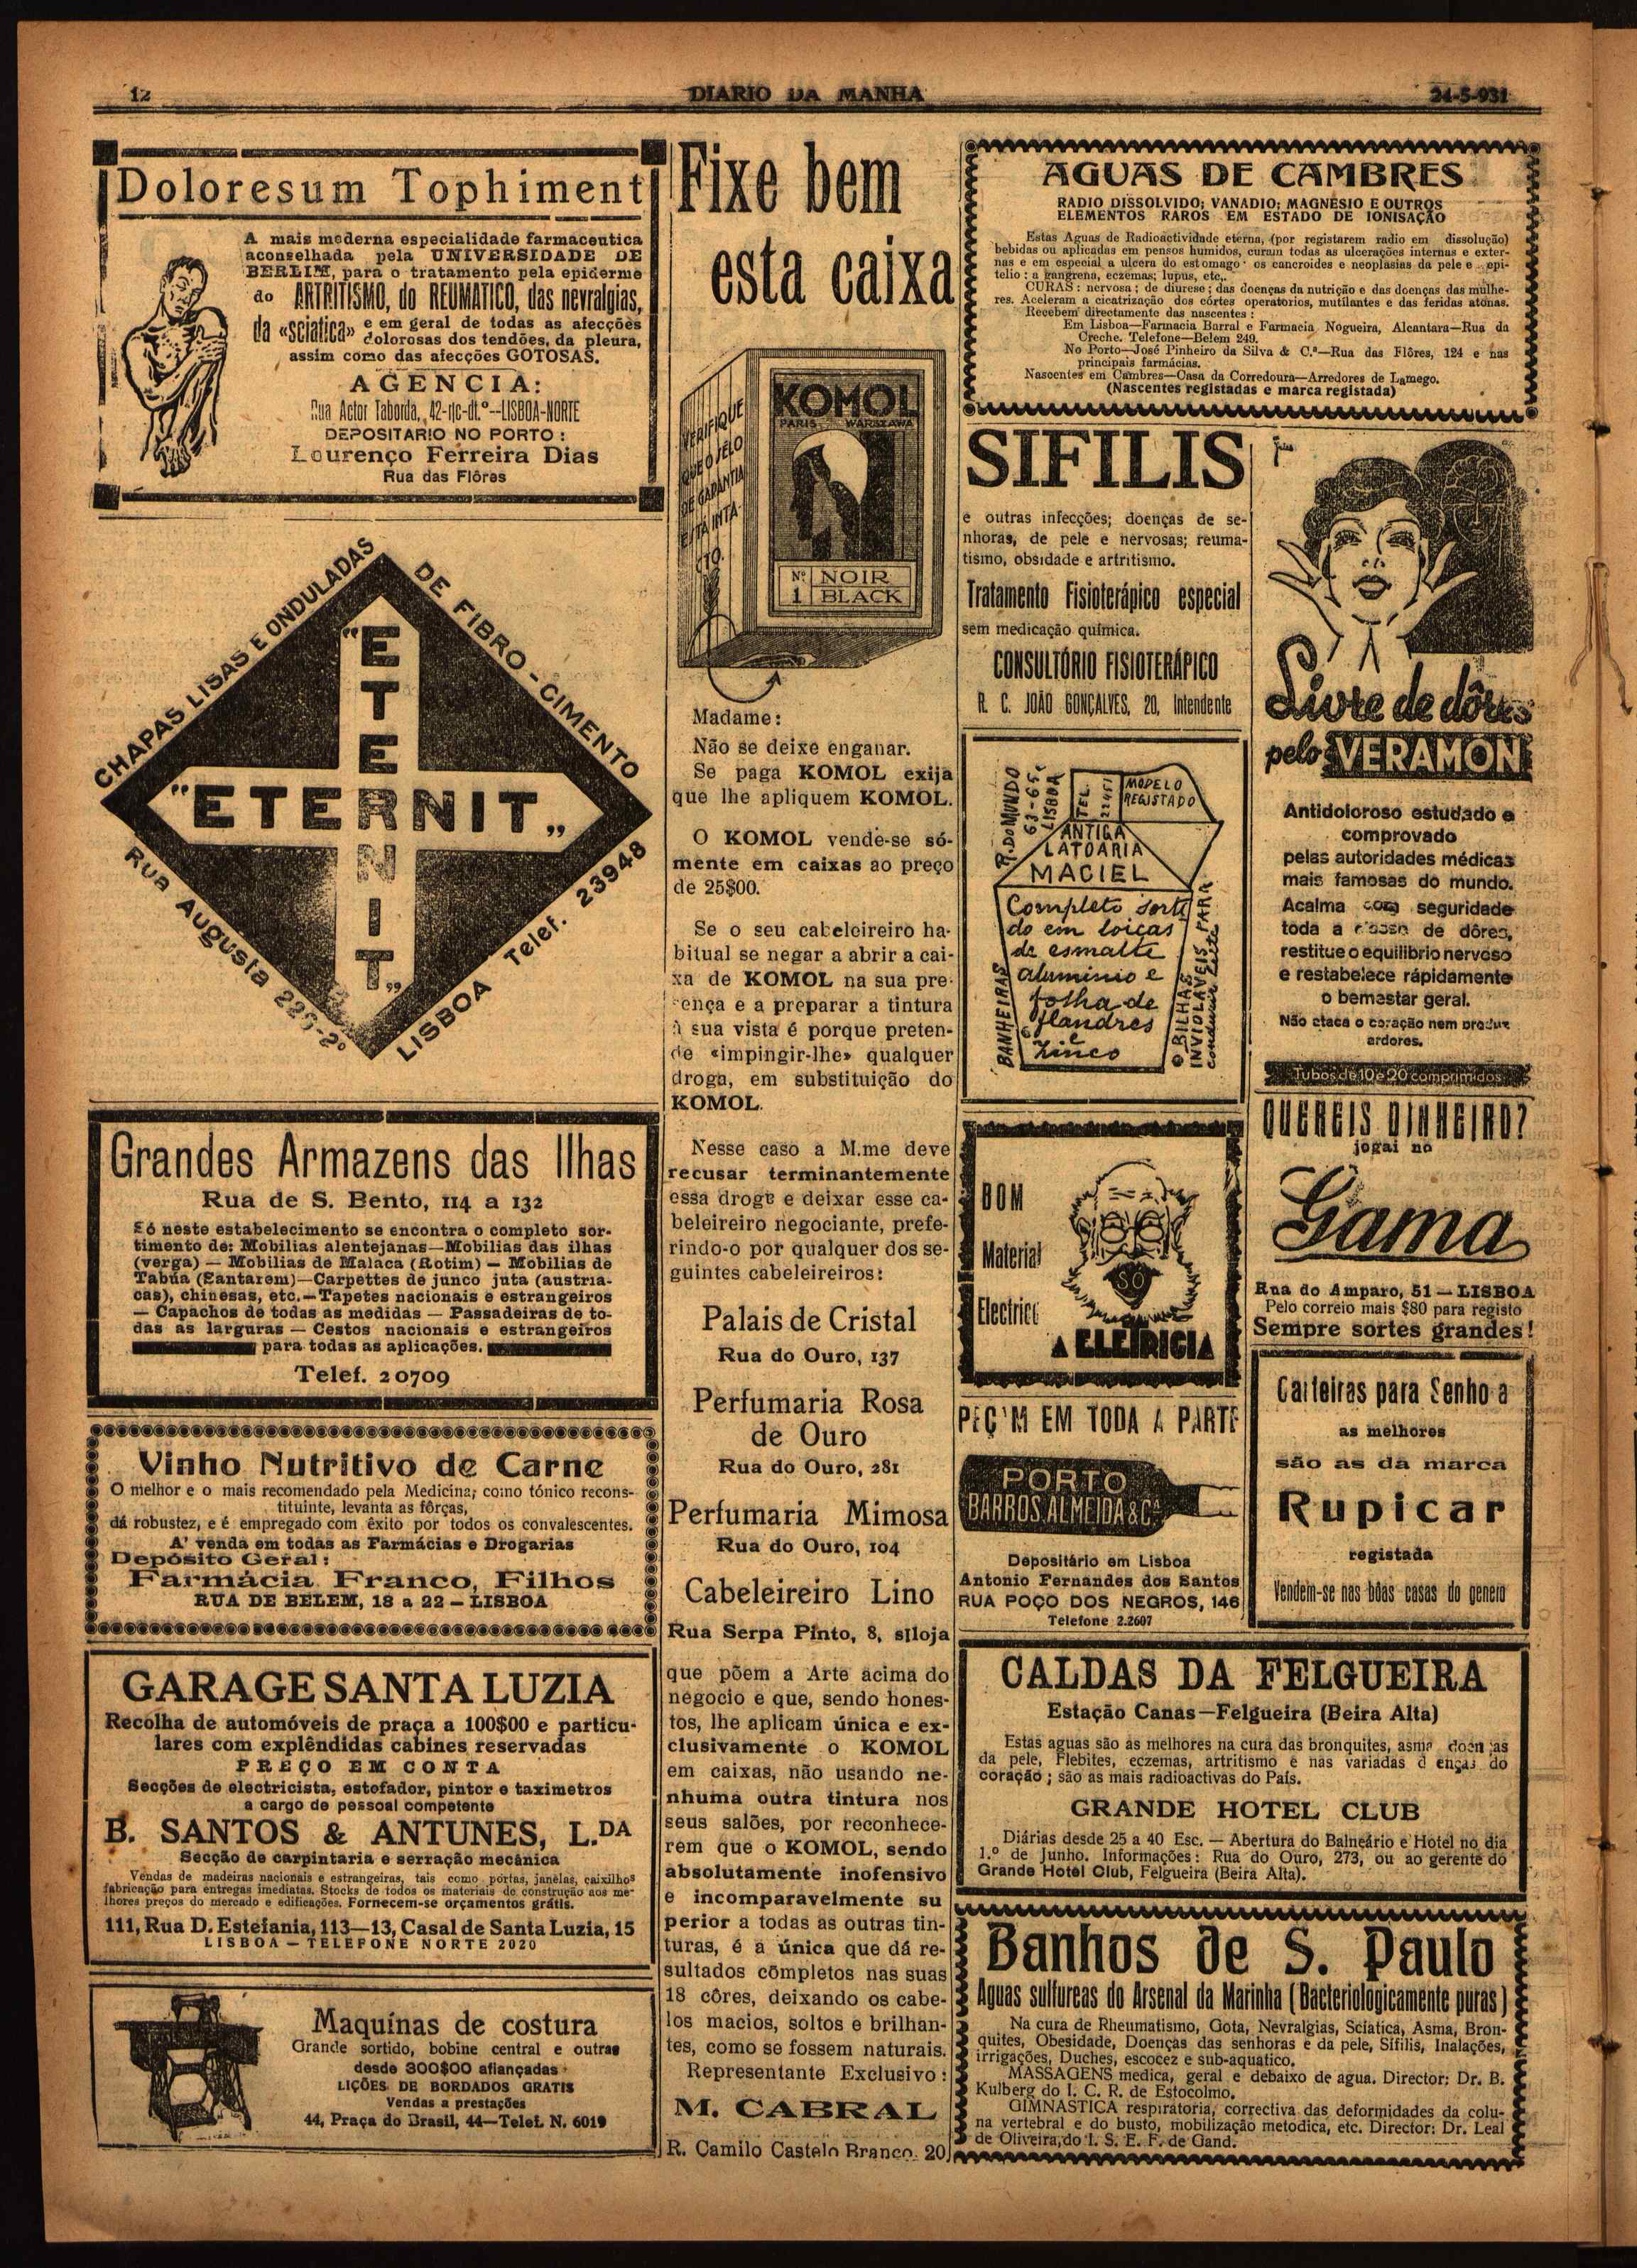 12
DIARIO DA MANHA
24-5-931
Doloresum Tophiment
A mais moderna especialidade farmaceutica
aconselhada pela UNIVERSIDADE DE
BERLIM, para o tratamento pela epiderme
do ARTRITISMO, do REUMATICO, das nevralgias,
da «sciatica» e em geral de todas as afecções
dolorosas dos tendões, da pleura,
assim como das afecções GOTOSAS.
AGENCIA:
Rua Actor Taborda, 42-r|c-dt.º--LISBOA-NORTE
DEPOSITARIO NO PORTO:
Lourenço Ferreira Dias
Rua das Flôres
CHAPAS LISAS E ONDULADAS
DE FIBRO-CIMENTO
"ETERNIT"
"ETERNIT„
Rua Augusta 226-2º
LISBOA Telef. 23948
Grandes Armazens das Ilhas
Rua de S. Bento, 114 a 132
Só neste estabelecimento se encontra o completo sor-
timento de: Mobilias alentejanas—Mobilias das ilhas
(verga) — Mobilias de Malaca (Rotim) — Mobilias de
Tabúa (Santarem)—Carpettes de junco juta (austria-
cas), chinesas, etc.—Tapetes nacionais e estrangeiros
— Capachos de todas as medidas — Passadeiras de to-
das as larguras — Cestos nacionais e estrangeiros
para todas as aplicações.
Telef. 20709
Vinho Nutritivo de Carne
O melhor e o mais recomendado pela Medicina, como tónico recons-
tituinte, levanta as fôrças,
dá robustez, e é empregado com êxito por todos os convalescentes.
A' venda em todas as Farmácias e Drogarias
Depósito Geral:
Farmácia Franco, Filhos
RUA DE BELEM, 18 a 22 — LISBOA
GARAGE SANTA LUZIA
Recolha de automóveis de praça a 100$00 e particu-
lares com explêndidas cabines reservadas
PREÇO EM CONTA
Secções de electricista, estofador, pintor e taximetros
a cargo de pessoal competente
B. SANTOS & ANTUNES, L.DA
Secção de carpintaria e serração mecânica
Vendas de madeiras nacionais e estrangeiras, tais como portas, janelas, caixilhos
fabricação para entregas imediatas. Stocks de todos os materiais de construção aos me-
lhores preços do mercado e edificações. Fornecem-se orçamentos grátis.
111, Rua D. Estefania, 113—13, Casal de Santa Luzia, 15
LISBOA — TELEFONE NORTE 2020
Maquínas de costura
Grande sortido, bobine central e outras
desde 300$00 afiançadas
LIÇÕES DE BORDADOS GRATIS
Vendas a prestações
44, Praça do Brasil, 44—Telef. N. 6019
Fixe bem
esta caixa
VERIFIQUE
QUE O SELO
DE GARANTIA
ESTÁ INTA-
CTO.
KOMOL
PARIS WARSZAWA
Nº 1
NOIR
BLACK
Madame:
Não se deixe enganar.
Se paga KOMOL exija
que lhe apliquem KOMOL.
O KOMOL vende-se só-
mente em caixas ao preço
de 25$00.
Se o seu cabeleireiro ha-
bitual se negar a abrir a cai-
xa de KOMOL na sua pre-
sença e a preparar a tintura
à sua vista é porque preten-
de «impingir-lhe» qualquer
droga, em substituição do
KOMOL.
Nesse caso a M.me deve
recusar terminantemente
essa droga e deixar esse ca-
beleireiro negociante, prefe-
rindo-o por qualquer dos se-
guintes cabeleireiros:
Palais de Cristal
Rua do Ouro, 137
Perfumaria Rosa
de Ouro
Rua do Ouro, 281
Perfumaria Mimosa
Rua do Ouro, 104
Cabeleireiro Lino
Rua Serpa Pinto, 8, s|loja
que põem a Arte acima do
negocio e que, sendo hones-
tos, lhe aplicam única e ex-
clusivamente o KOMOL
em caixas, não usando ne-
nhuma outra tintura nos
seus salões, por reconhece-
rem que o KOMOL, sendo
absolutamente inofensivo
e incomparavelmente su
perior a todas as outras tin-
turas, é a única que dá re-
sultados completos nas suas
18 côres, deixando os cabe-
los macios, soltos e brilhan-
tes, como se fossem naturais.
Representante Exclusivo:
M. CABRAL
R. Camilo Castelo Branco, 20
AGUAS DE CAMBRES
RADIO DISSOLVIDO; VANADIO; MAGNÉSIO E OUTROS
ELEMENTOS RAROS EM ESTADO DE IONISAÇÃO
Estas Aguas de Radioactividade eterna, (por registarem radio em dissolução)
bebidas ou aplicadas em pensos humidos, curam todas as ulcerações internas e exter-
nas e em especial a ulcera do estomago: os cancroides e neoplasias da pele e epi-
telio: a gangrena, eczemas; lupus, etc..
CURAS: nervosa; de diurese; das doenças da nutrição e das doenças das mulhe-
res. Aceleram a cicatrização dos córtes operatorios, mutilantes e das feridas atonas.
Recebem directamente das nascentes:
Em Lisboa—Farmacia Barral e Farmacia Nogueira, Alcantara—Rua da
Creche. Telefone—Belem 249.
No Porto—José Pinheiro da Silva & C.ª—Rua das Flôres, 124 e nas
principais farmácias.
Nascentes em Cambres—Casa da Corredoura—Arredores de Lamego.
(Nascentes registadas e marca registada)
SIFILIS
e outras infecções; doenças de se-
nhoras, de pele e nervosas; reuma-
tismo, obsidade e artritismo.
Tratamento Fisioterápico especial
sem medicação química.
CONSULTÓRIO FISIOTERÁPICO
R. C. JOÃO GONÇALVES, 20, Intendente
R. DO MUNDO
63-65
LISBOA
TEL.
22451
MODELO
REGISTADO
ANTIGA
LATOARIA
MACIEL
Completo sorti
do em loiças
de esmalte
aluminio e
folha de
flandres
e
Zinco
BANHEIRAS
e BILHAS
INVIOLAVEIS PARA
conduzir leite
BOM
Material
Electrico
SÓ
A ELETRICIA
PEÇAM EM TODA A PARTE
PORTO
BARROS, ALMEIDA & Cª
Depositário em Lisboa
Antonio Fernandes dos Santos
RUA POÇO DOS NEGROS, 146
Telefone 2.2607
Livre de dôres
pelo VERAMON
Antidoloroso estudado e
comprovado
pelas autoridades médicas
mais famosas do mundo.
Acalma com seguridade
toda a classe de dôres,
restitue o equilibrio nervoso
e restabelece rápidamente
o bemestar geral.
Não ataca o coração nem produz
ardores.
Tubos de 10 e 20 comprimidos
QUEREIS DINHEIRO?
jogai no
Gama
Rua do Amparo, 51 — LISBOA
Pelo correio mais $80 para registo
Sempre sortes grandes!
Carteiras para Senhora
as melhores
são as da marca
Rupicar
registada
Vendem-se nas bôas casas do genero
CALDAS DA FELGUEIRA
Estação Canas—Felgueira (Beira Alta)
Estas aguas são as melhores na cura das bronquites, asma doenças
da pele, Flebites, eczemas, artritismo e nas variadas doenças do
coração; são as mais radioactivas do País.
GRANDE HOTEL CLUB
Diárias desde 25 a 40 Esc. — Abertura do Balneário e Hotel no dia
1.º de Junho. Informações: Rua do Ouro, 273, ou ao gerente do
Grande Hotel Club, Felgueira (Beira Alta).
Banhos de S. Paulo
Aguas sulfureas do Arsenal da Marinha (Bacteriológicamente puras)
Na cura de Rheumatismo, Gota, Nevralgias, Sciatica, Asma, Bron-
quites, Obesidade, Doenças das senhoras e da pele, Sífilis, Inalações,
irrigações, Duches, escocez e sub-aquatico.
MASSAGENS medica, geral e debaixo de agua. Director: Dr. B.
Kulberg do I. C. R. de Estocolmo.
GIMNASTICA respiratoria, correctiva das deformidades da colu-
na vertebral e do busto, mobilização metodica, etc. Director: Dr. Leal
de Oliveira, do I. S. E. F. de Gand.